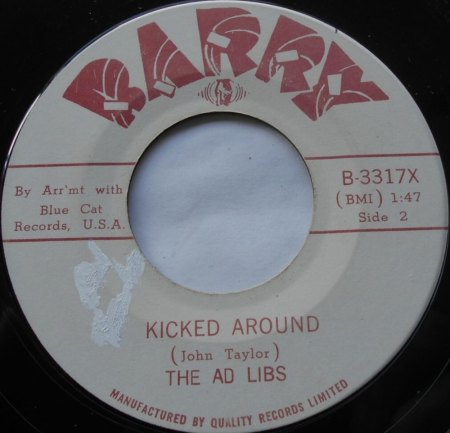 BARRY
B-3317X
(BMI) 1:47
Side 2
By Arr'mt with
Blue Cat
Records, U.S.A.
KICKED AROUND
(John Taylor)
THE AD LIBS
MANUFACTURED BY QUALITY RECORDS LIMITED